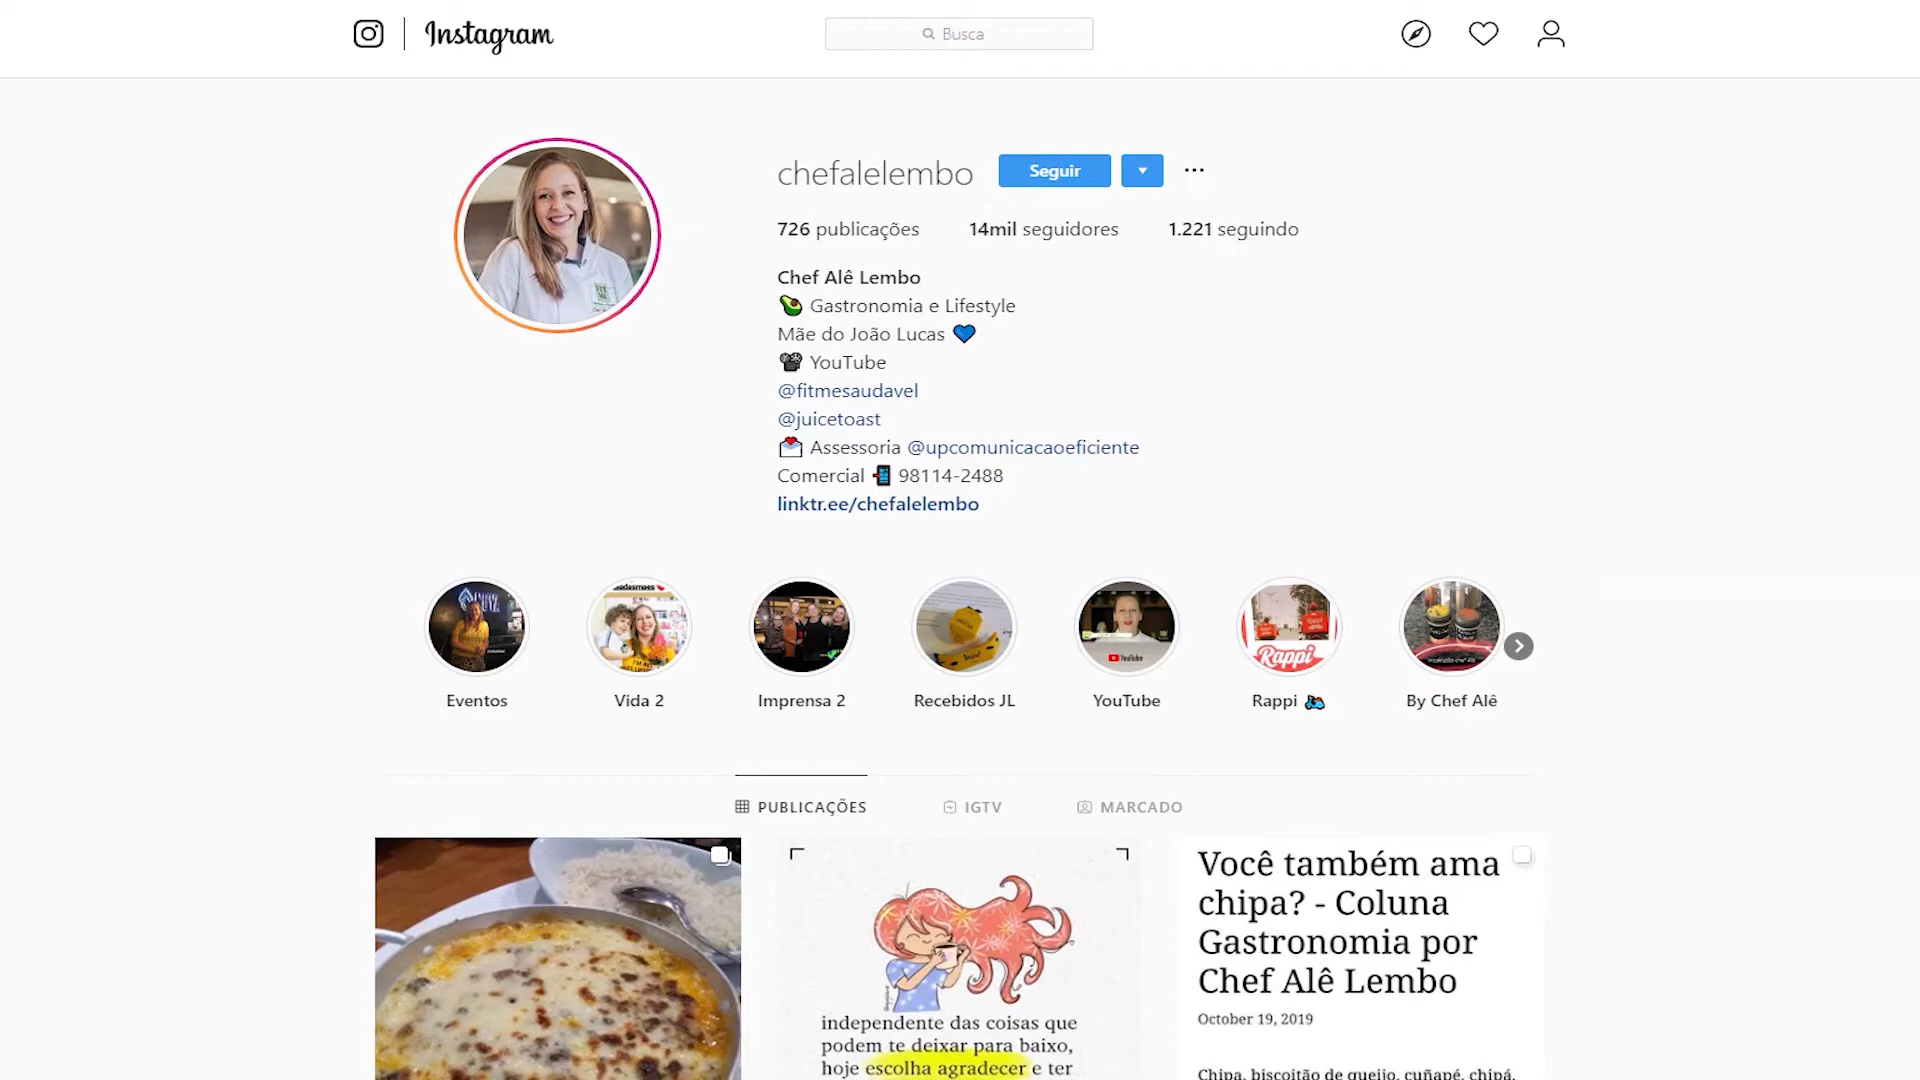 Instagram
Busca
chefalelembo
Seguir
726 publicações 14mil seguidores 1.221 seguindo
Chef Alê Lembo
Gastronomia e Lifestyle
Mãe do João Lucas
YouTube
@fitmesaudavel
@juicetoast
Assessoria @upcomunicacaoeficiente
Comercial 98114-2488
linktr.ee/chefalelembo
YouTube
Rappi
Eventos
Vida 2
Imprensa 2
Recebidos JL
YouTube
Rappi
By Chef Alê
PUBLICAÇÕES
IGTV
MARCADO
independente das coisas que
podem te deixar para baixo,
hoje escolha agradecer e ter
Você também ama
chipa? - Coluna
Gastronomia por
Chef Alê Lembo
October 19, 2019
Chipa, biscoitão de queijo, cuñapé, chipá,